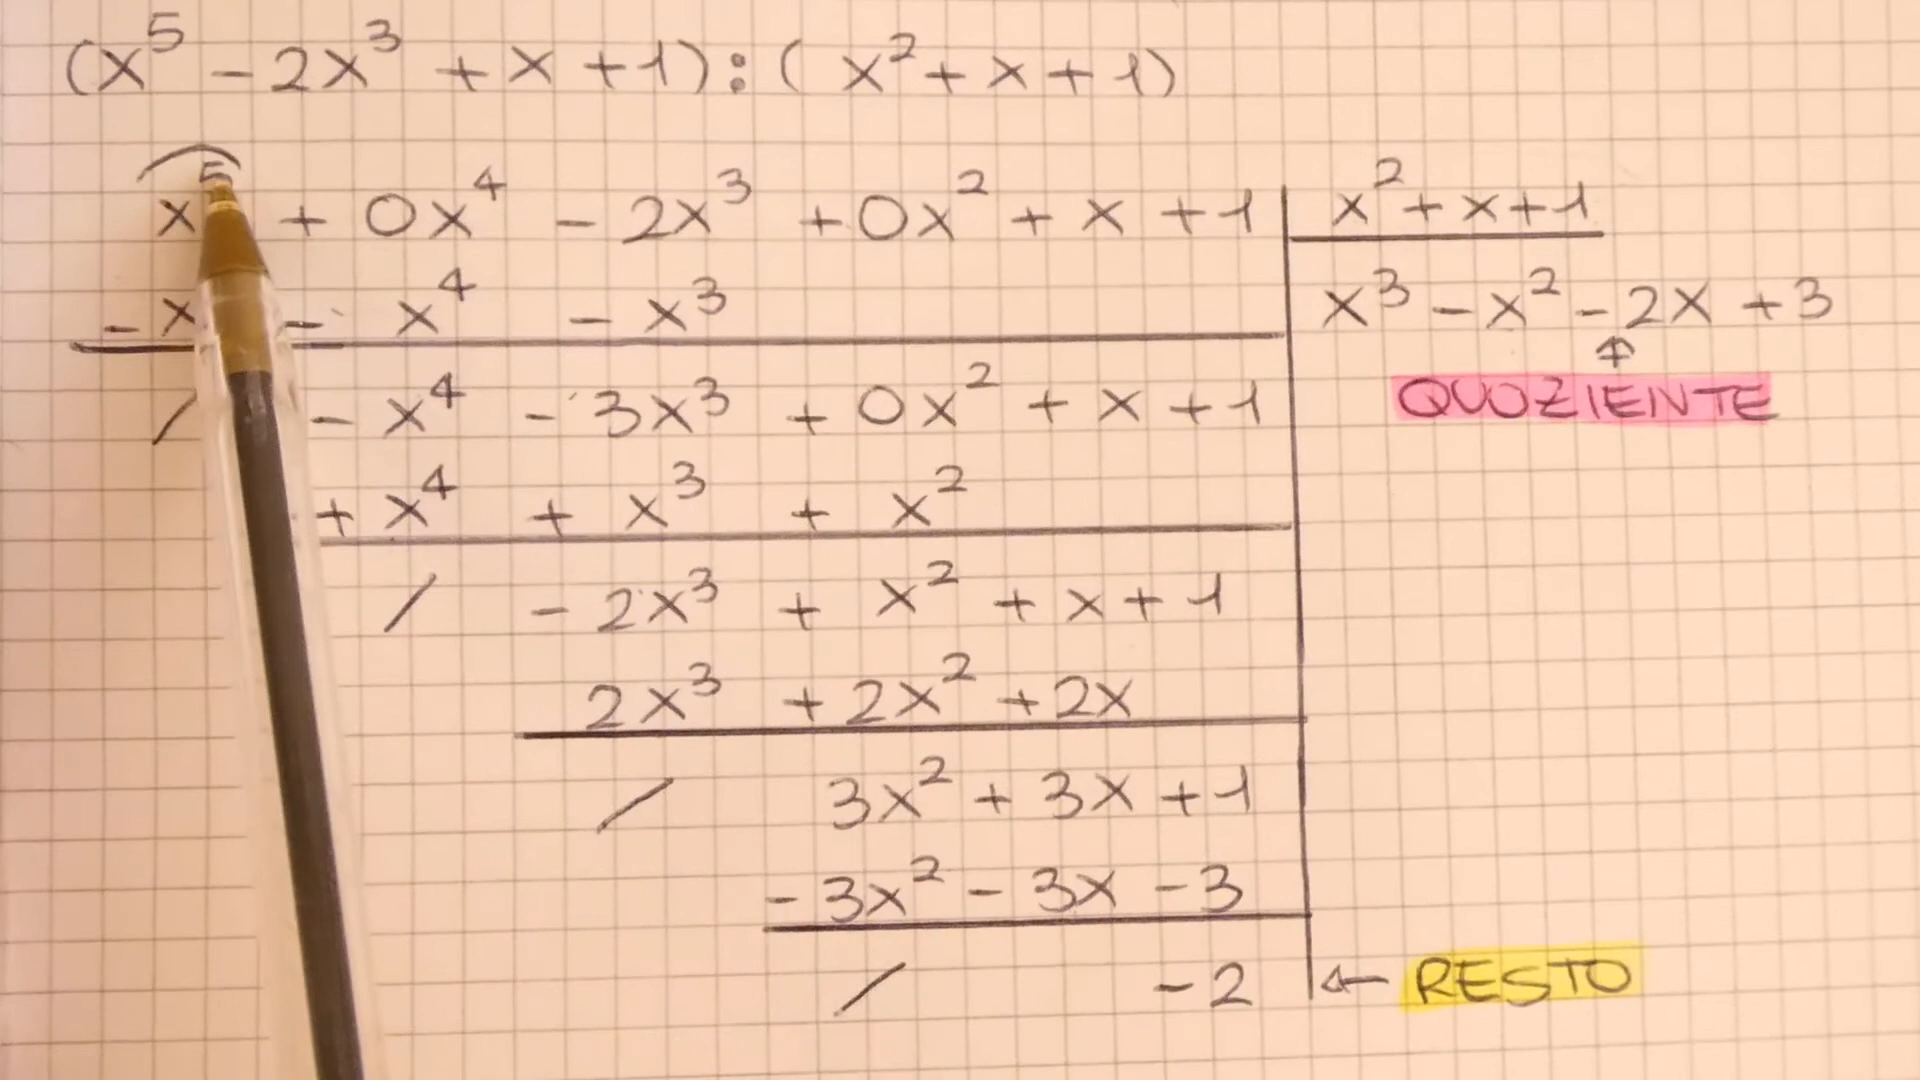 (x⁵ - 2x³ + x + 1) : ( x² + x + 1)
x⁵ + 0x⁴ - 2x³ + 0x² + x + 1 | x² + x + 1
- x - x⁴ - x³ | x³ - x² - 2x + 3
/ - x⁴ - 3x³ + 0x² + x + 1 QUOZIENTE
+ x⁴ + x³ + x²
/ - 2x³ + x² + x + 1
2x³ + 2x² + 2x
/ 3x² + 3x + 1
- 3x² - 3x - 3
/ - 2 ← RESTO